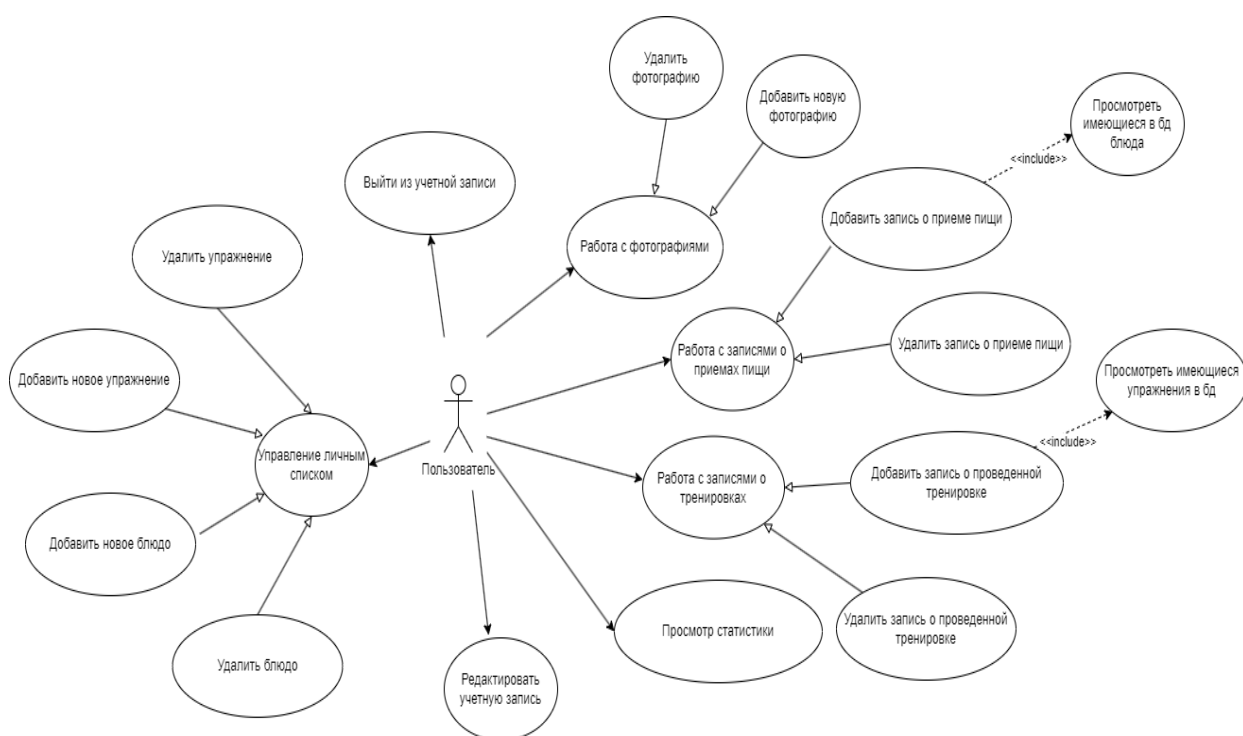 Удалить
фотографию
Добавить новую
фотографию
Просмотреть
имеющиеся в бд
блюда
<<include>>
Выйти из учетной записи
Добавить запись о приеме пищи
Работа с фотографиями
Удалить упражнение
Удалить запись о приеме пищи
Работа с записями о
приемах пищи
Просмотреть имеющиеся
упражнения в бд
Добавить новое упражнение
<<include>>
Управление личным
списком
Пользователь
Работа с записями о
тренировках
Добавить запись о проведенной
тренировке
Добавить новое блюдо
Просмотр статистики
Удалить запись о проведенной
тренировке
Удалить блюдо
Редактировать
учетную запись